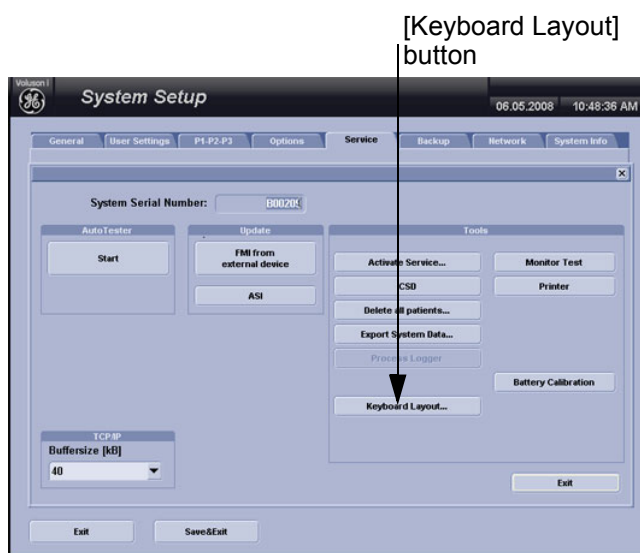 [Keyboard Layout]
button
Voluson i
System Setup
06.05.2008 10:48:36 AM
General User Settings P1-P2-P3 Options Service Backup Network System Info
System Serial Number: B00209
AutoTester
Start
Update
FMI from
external device
ASI
Tools
Activate Service...
CSD
Delete all patients...
Export System Data...
Process Logger
Keyboard Layout...
Monitor Test
Printer
Battery Calibration
TCP/IP
Buffersize [kB]
40
Exit
Exit Save&Exit